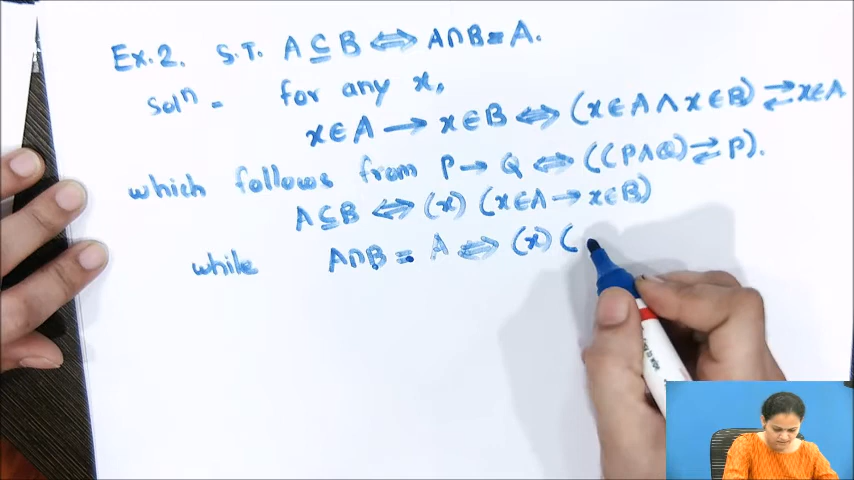 Ex.2. S.T. A ⊆ B ⟺ A∩B = A.
Solⁿ = for any x,
x∈A → x∈B ⟺ (x∈A ∧ x∈B) ⇄ x∈A
which follows from P → Q ⟺ ((P∧Q) ⇄ P).
A⊆B ⟺ (x) (x∈A → x∈B)
while A∩B = A ⟺ (x) (